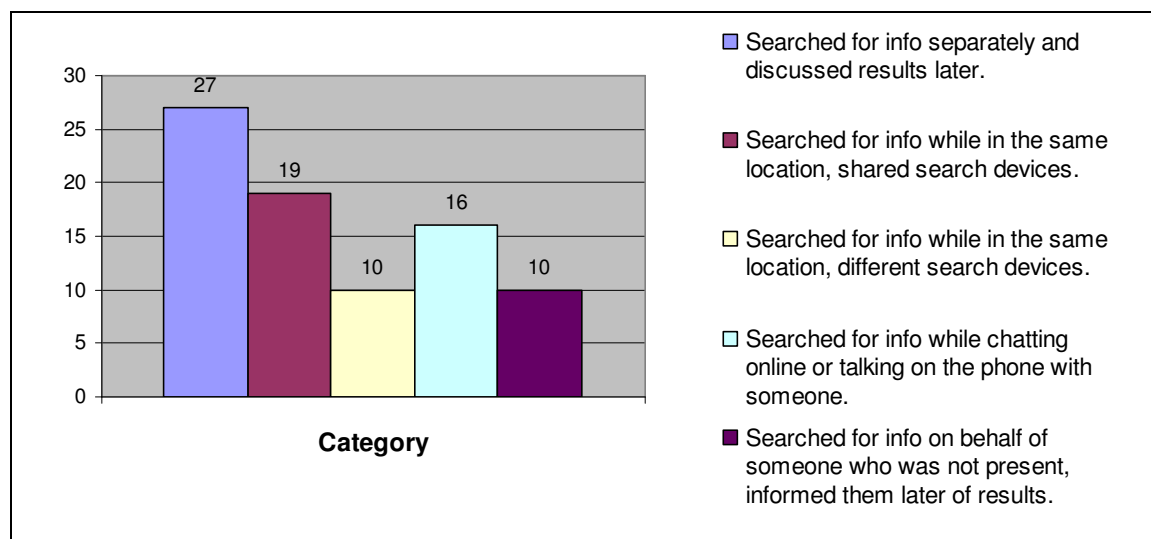 30
25
20
15
10
5
0
27
19
10
16
10
Category
Searched for info separately and
discussed results later.
Searched for info while in the same
location, shared search devices.
Searched for info while in the same
location, different search devices.
Searched for info while chatting
online or talking on the phone with
someone.
Searched for info on behalf of
someone who was not present,
informed them later of results.